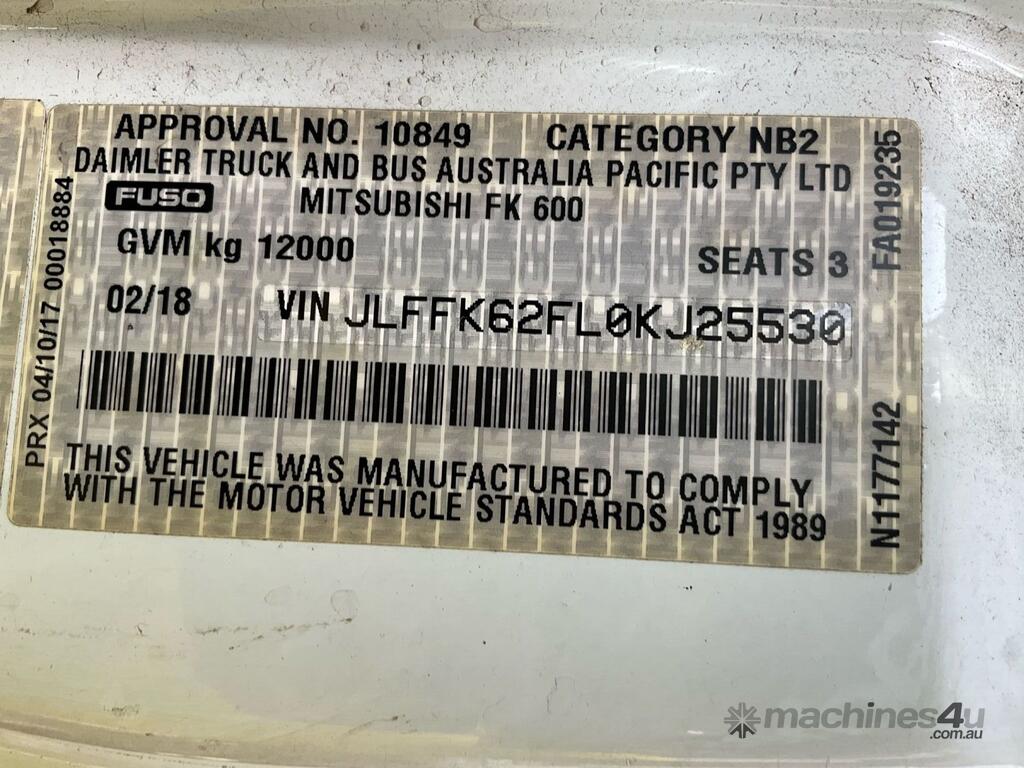 APPROVAL NO. 10849 CATEGORY NB2
DAIMLER TRUCK AND BUS AUSTRALIA PACIFIC PTY LTD
FUSO MITSUBISHI FK 600
GVM kg 12000 SEATS 3
02/18 VIN JLFFK62FL0KJ25530
THIS VEHICLE WAS MANUFACTURED TO COMPLY
WITH THE MOTOR VEHICLE STANDARDS ACT 1989
PRX 04/10/17 00018884
FA019235
N1177142
machines4u
.com.au